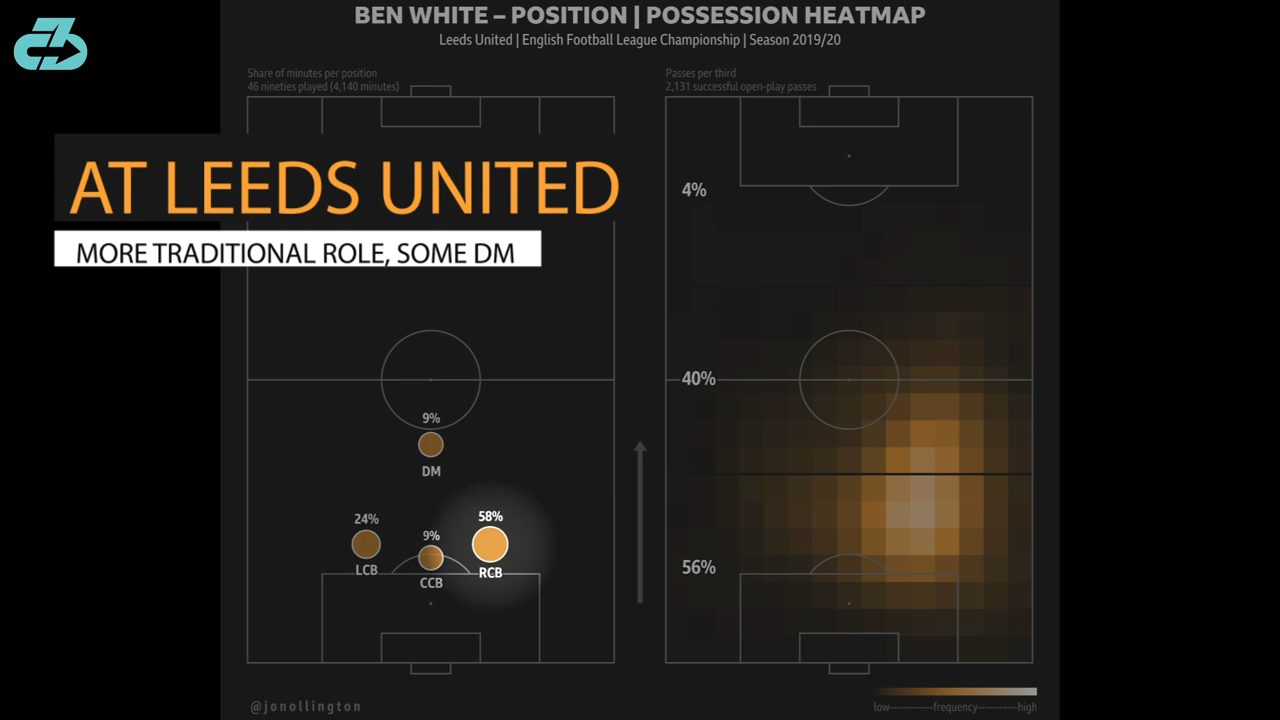 BEN WHITE – POSITION | POSSESSION HEATMAP
Leeds United | English Football League Championship | Season 2019/20
Share of minutes per position
46 nineties played (4,140 minutes)
Passes per third
2,131 successful open-play passes
AT LEEDS UNITED
MORE TRADITIONAL ROLE, SOME DM
4%
40%
9%
DM
24%
LCB
9%
CCB
58%
RCB
56%
@jonollington
low-----------frequency----------high